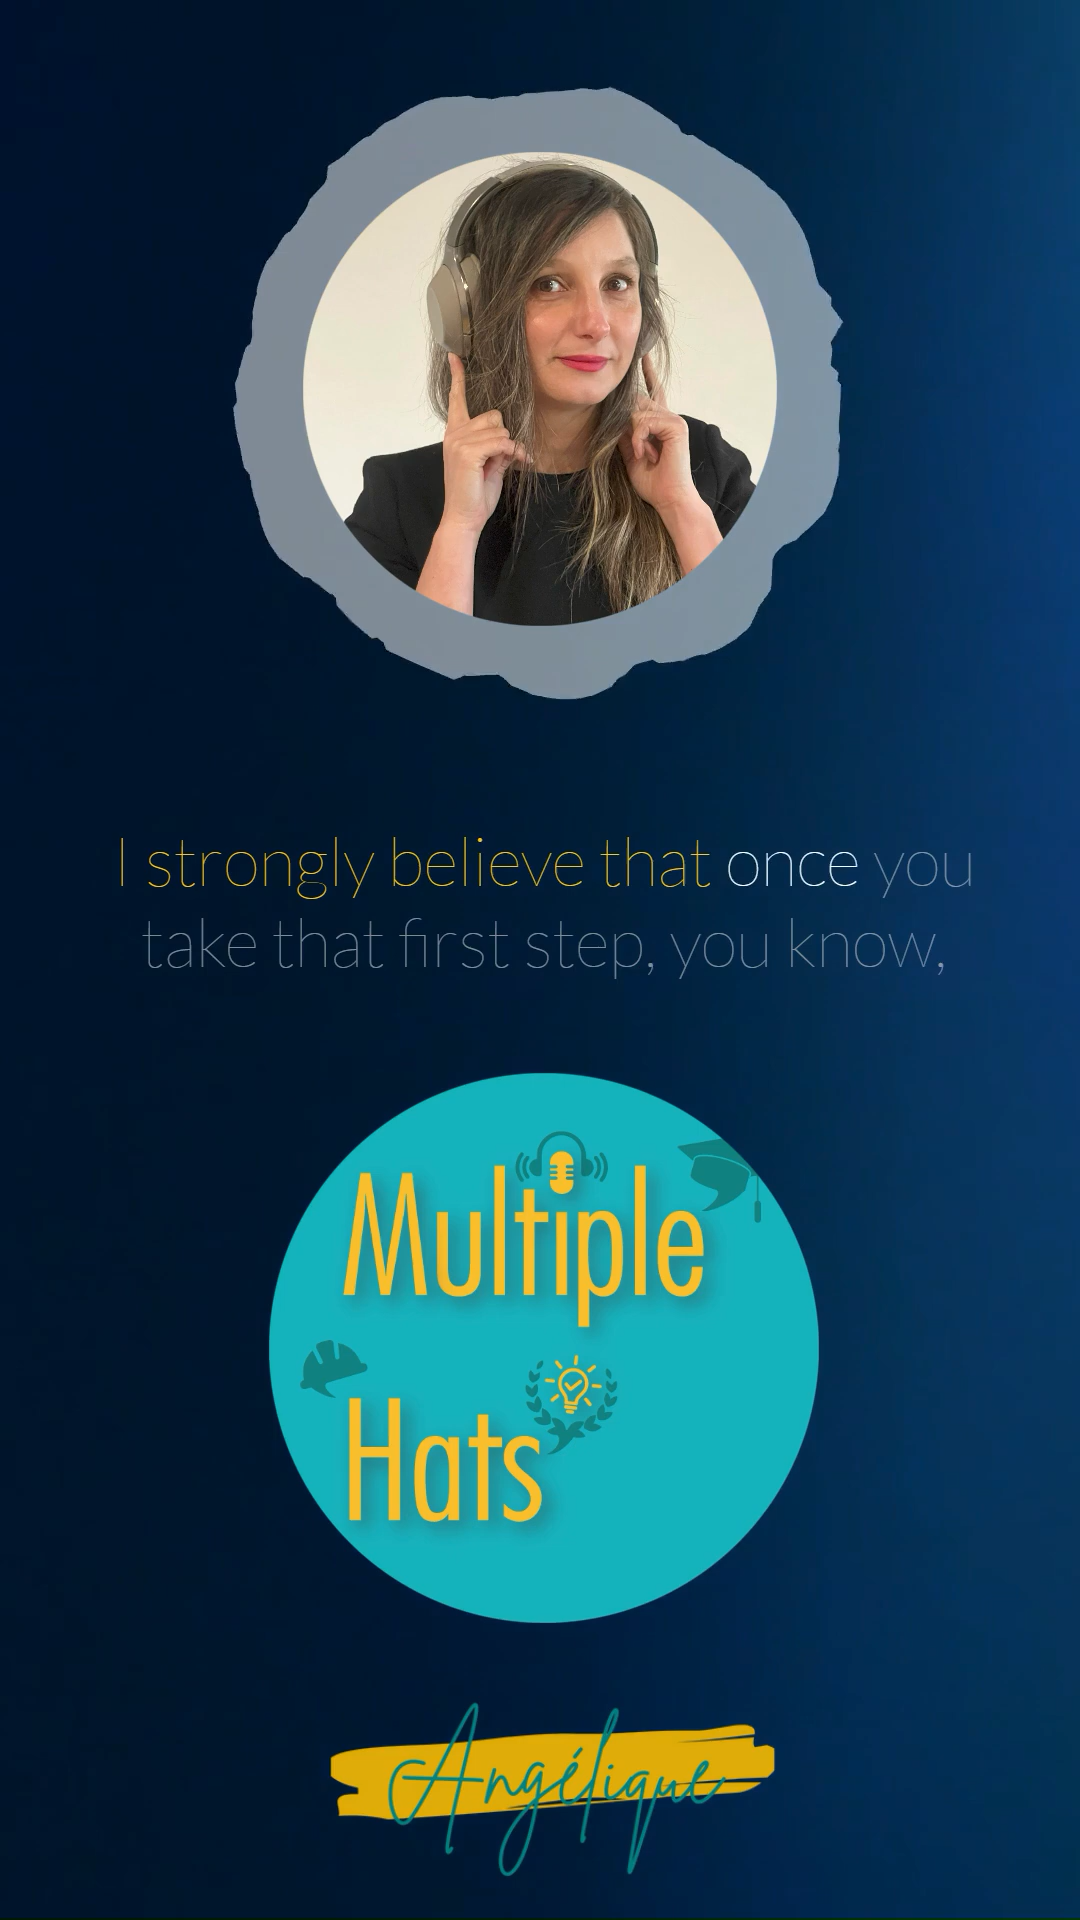 I strongly believe that once you
take that first step, you know,
Multiple
Hats
Angélique